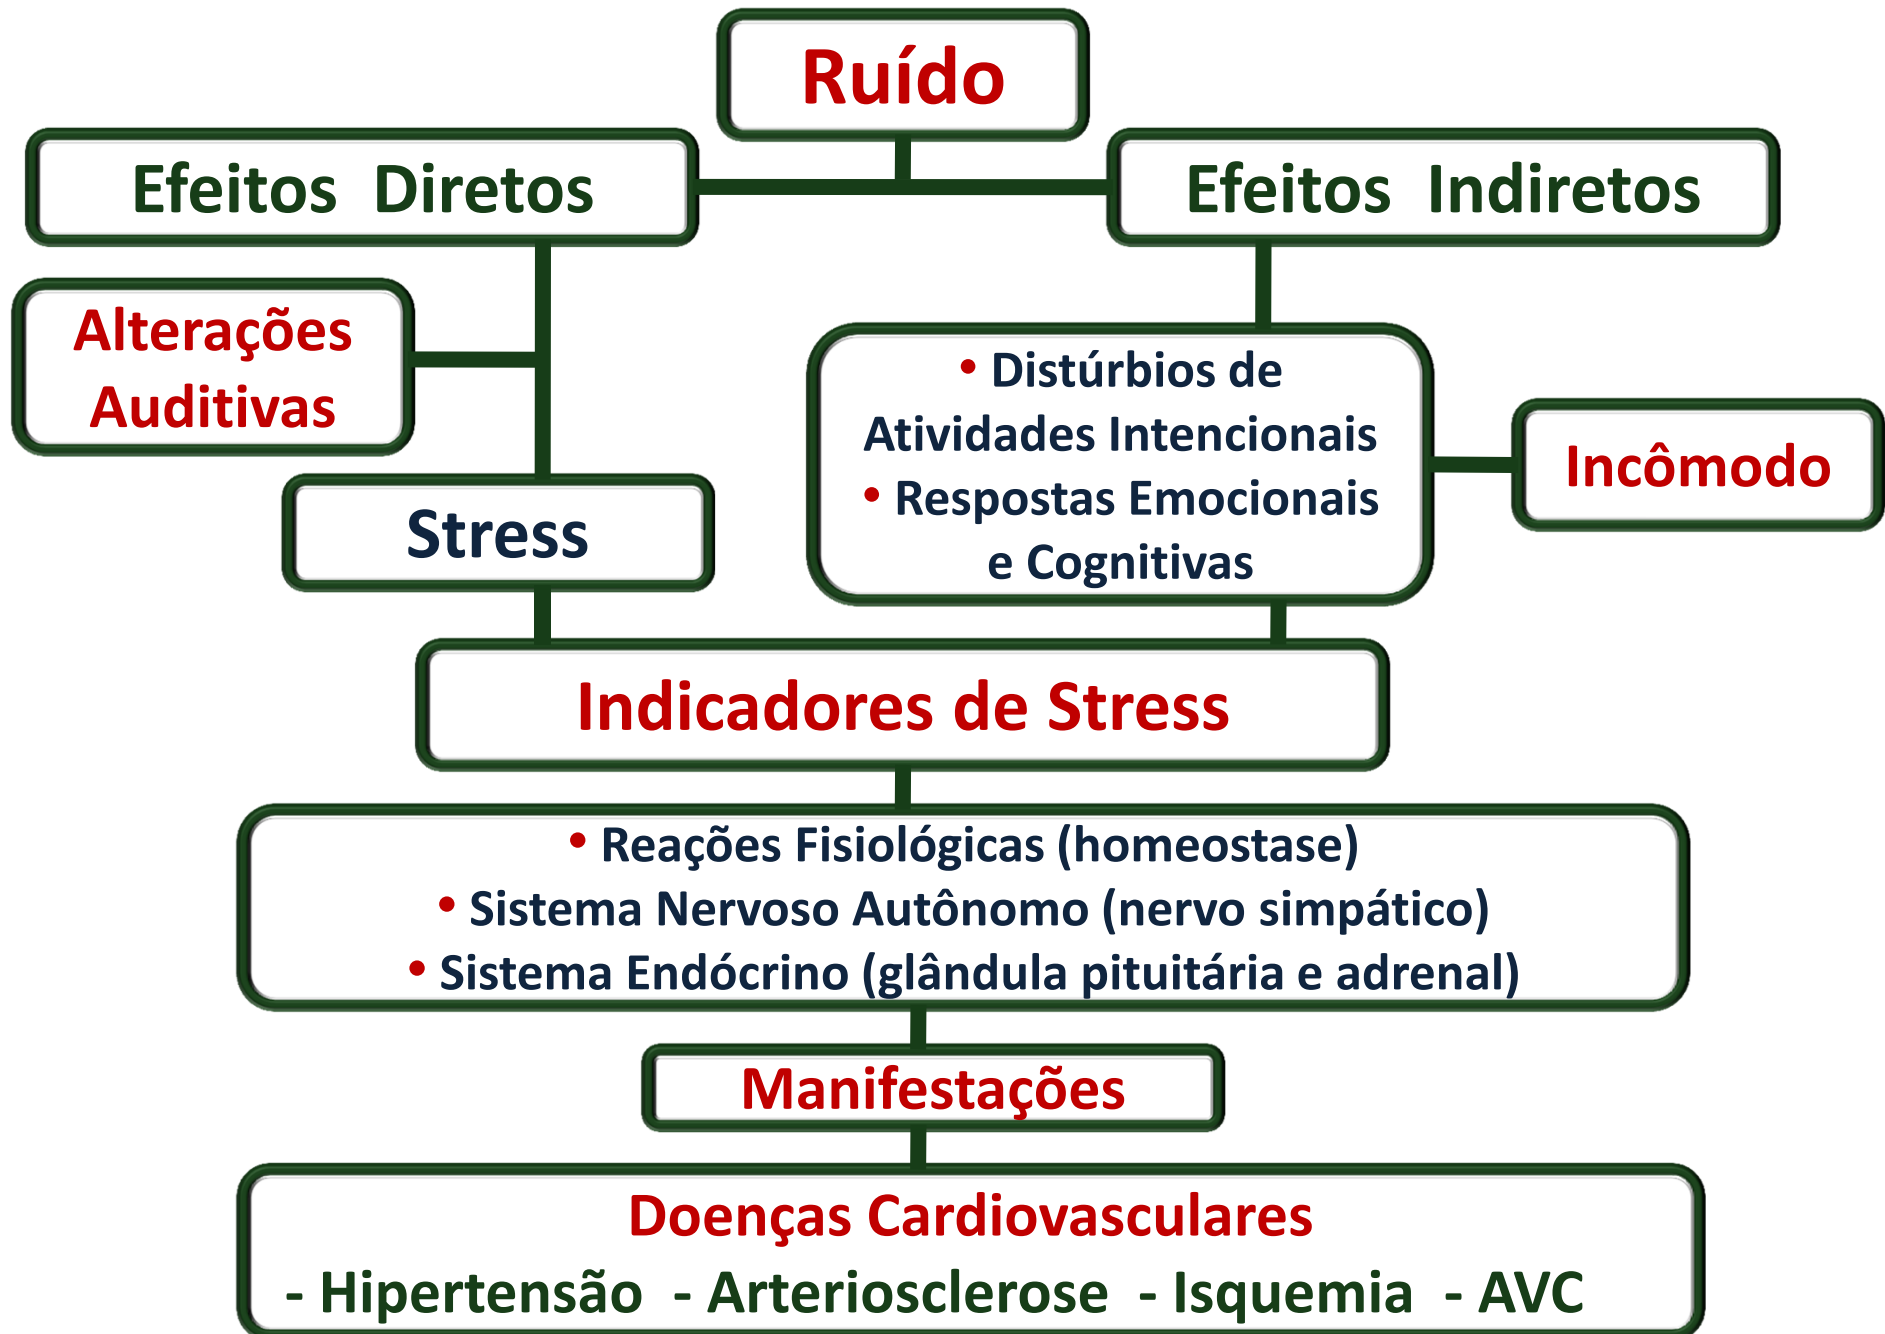 Ruído
Efeitos Diretos
Efeitos Indiretos
Alterações
Auditivas
• Distúrbios de
Atividades Intencionais
• Respostas Emocionais
e Cognitivas
Incômodo
Stress
Indicadores de Stress
• Reações Fisiológicas (homeostase)
• Sistema Nervoso Autônomo (nervo simpático)
• Sistema Endócrino (glândula pituitária e adrenal)
Manifestações
Doenças Cardiovasculares
- Hipertensão - Arteriosclerose - Isquemia - AVC